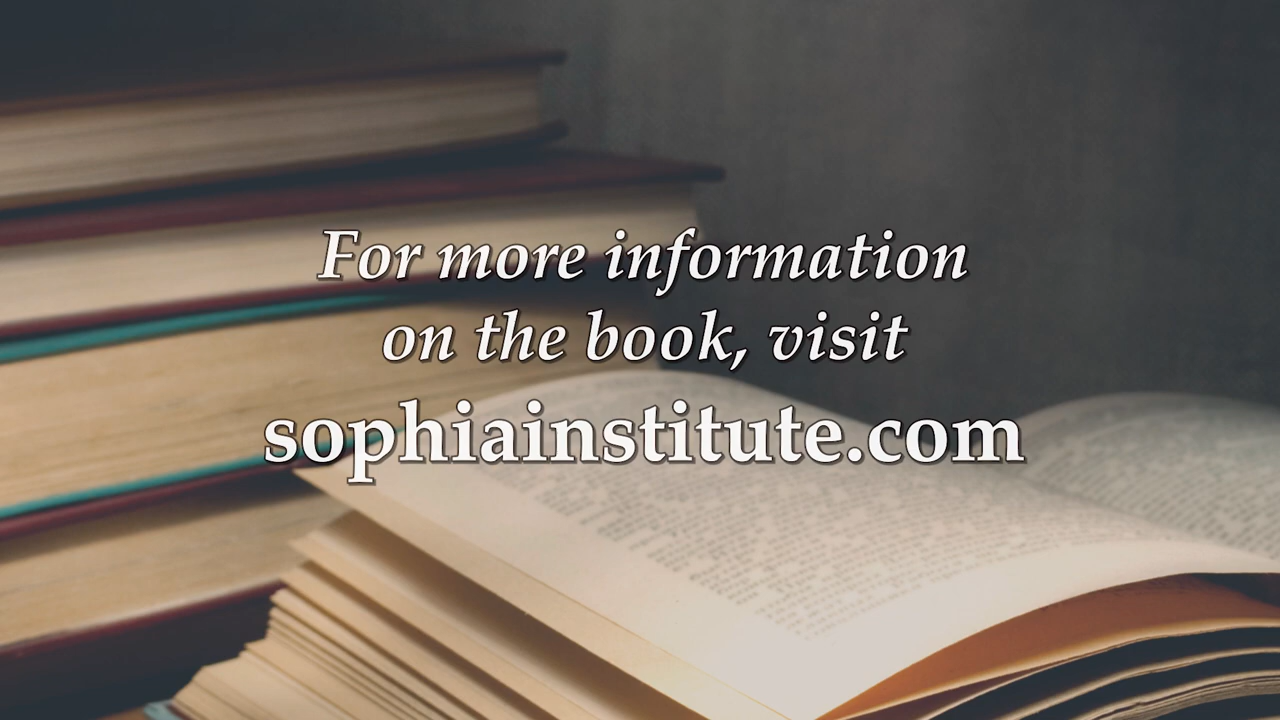 For more information
on the book, visit
sophiainstitute.com